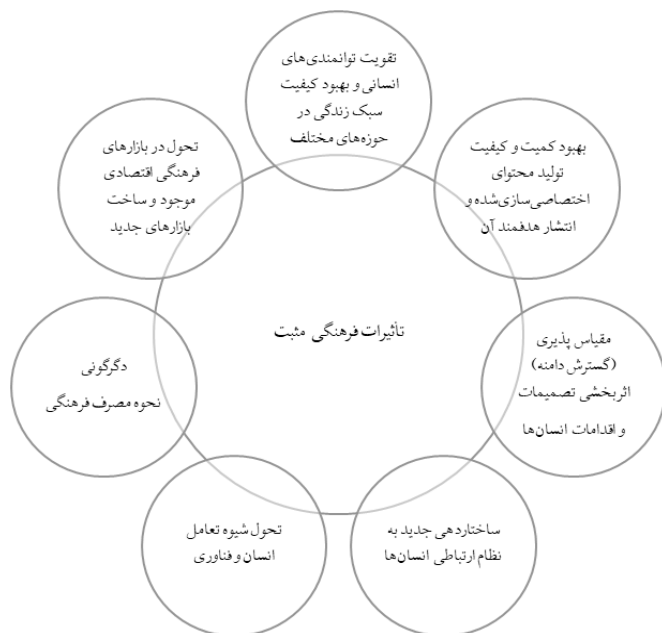 تقویت توانمندی‌های
انسانی و بهبود کیفیت
سبک زندگی در
حوزه‌های مختلف
بهبود کمیت و کیفیت
تولید محتوای
اختصاصی‌سازی‌شده و
انتشار هدفمند آن
مقیاس پذیری
(گسترش دامنه)
اثربخشی تصمیمات
و اقدامات انسان‌ها
ساختاردهی جدید به
نظام ارتباطی انسان‌ها
تحول شیوه تعامل
انسان و فناوری
دگرگونی
نحوه مصرف فرهنگی
تحول در بازارهای
فرهنگی اقتصادی
موجود و ساخت
بازارهای جدید
تأثیرات فرهنگی مثبت